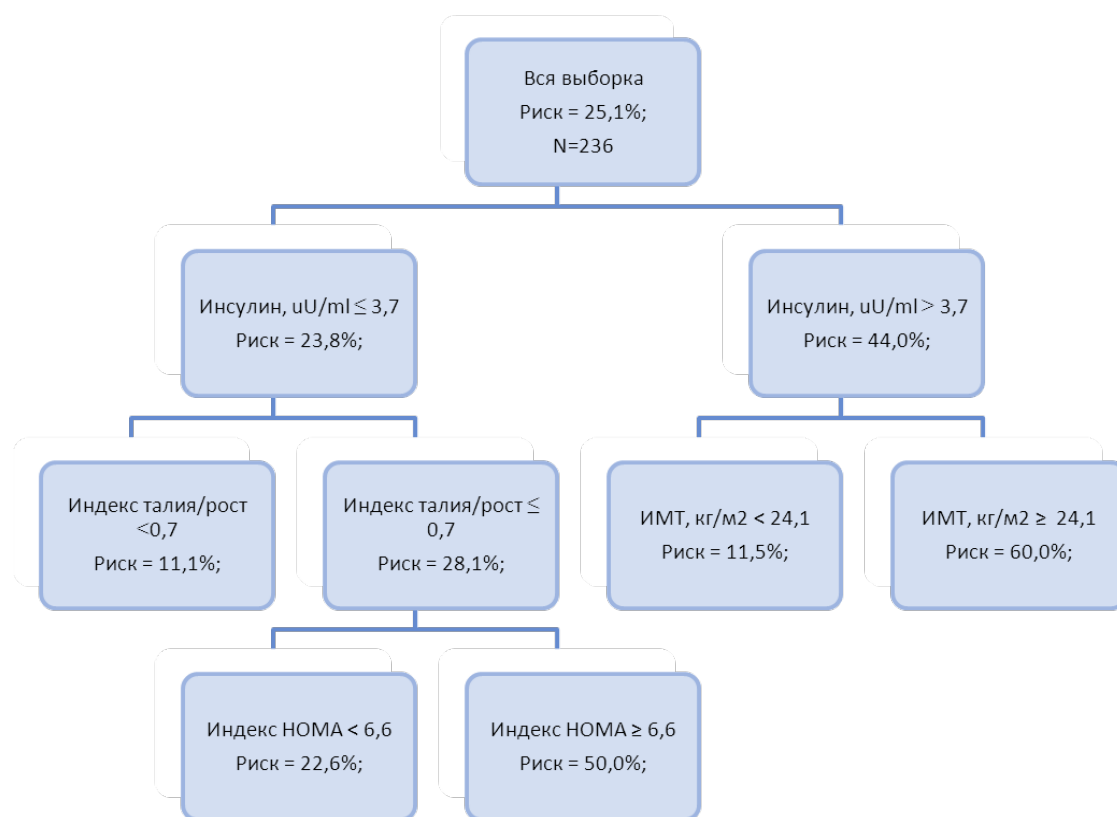 Вся выборка
Риск = 25,1%;
N=236
Инсулин, uU/ml ≤ 3,7
Риск = 23,8%;
Инсулин, uU/ml > 3,7
Риск = 44,0%;
Индекс талия/рост
<0,7
Риск = 11,1%;
Индекс талия/рост ≤
0,7
Риск = 28,1%;
ИМТ, кг/м2 < 24,1
Риск = 11,5%;
ИМТ, кг/м2 ≥ 24,1
Риск = 60,0%;
Индекс НОМА < 6,6
Риск = 22,6%;
Индекс НОМА ≥ 6,6
Риск = 50,0%;